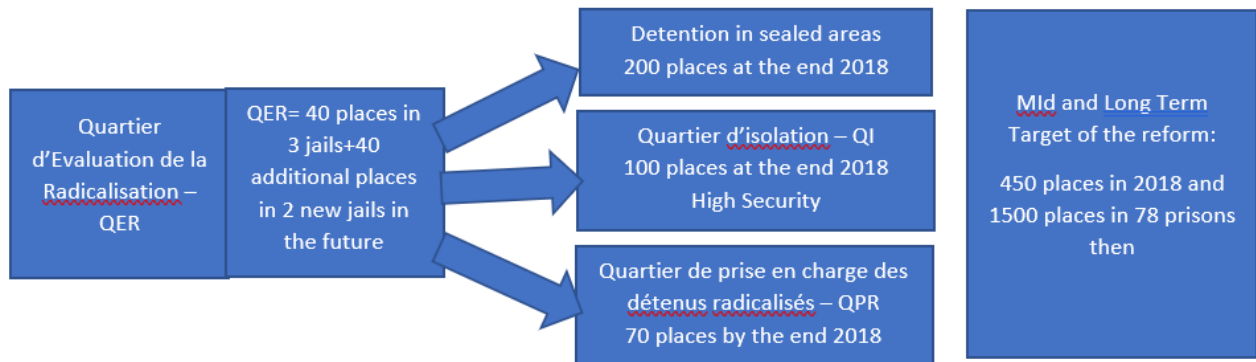 Quartier
d’Evaluation de la
Radicalisation –
QER
QER= 40 places in
3 jails+40
additional places
in 2 new jails in
the future
Detention in sealed areas
200 places at the end 2018
Quartier d’isolation – QI
100 places at the end 2018
High Security
Quartier de prise en charge des
détenus radicalisés – QPR
70 places by the end 2018
MId and Long Term
Target of the reform:
450 places in 2018 and
1500 places in 78 prisons
then